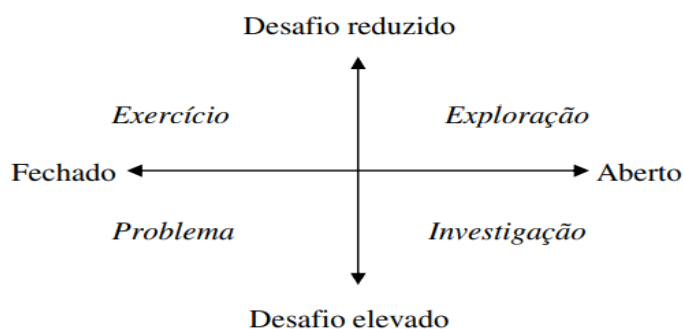 Desafio reduzido
Exercício Exploração
Fechado Aberto
Problema Investigação
Desafio elevado